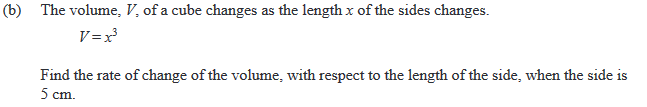 (b) The volume, V, of a cube changes as the length x of the sides changes.
V = x³
Find the rate of change of the volume, with respect to the length of the side, when the side is
5 cm.